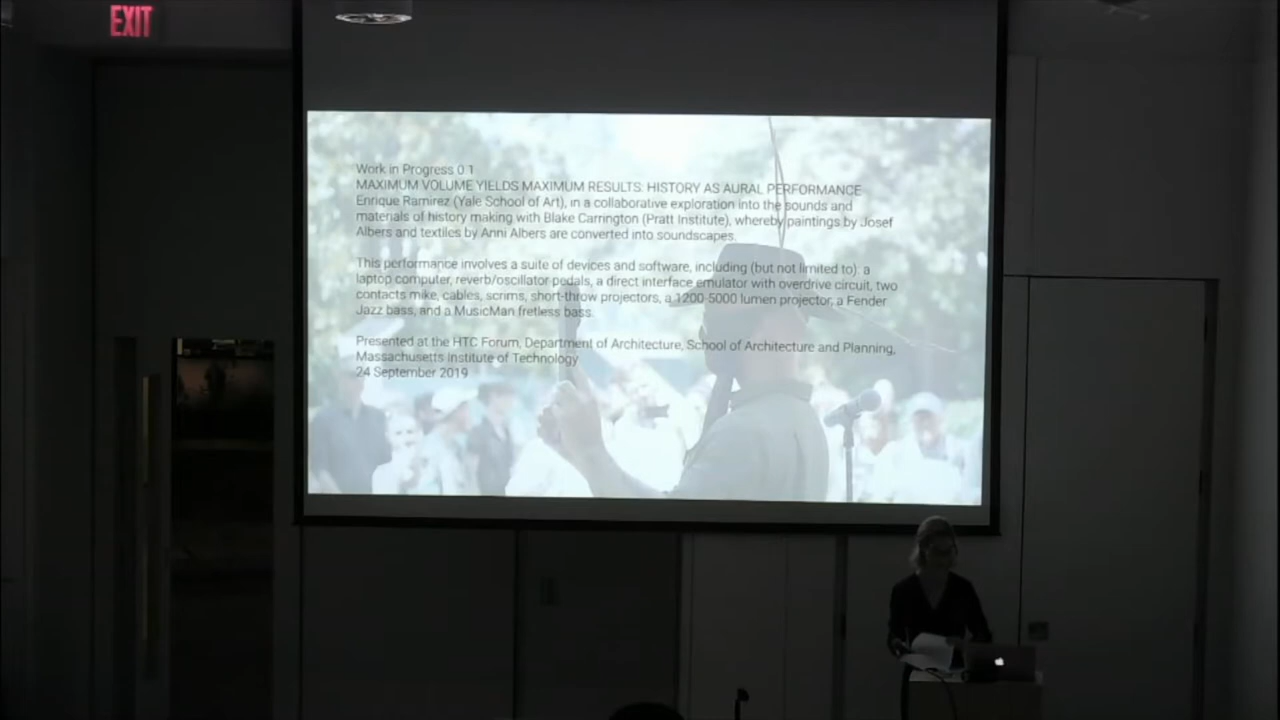 EXIT
Work in Progress 0 1
MAXIMUM VOLUME YIELDS MAXIMUM RESULTS: HISTORY AS AURAL PERFORMANCE
Enrique Ramirez (Yale School of Art), in a collaborative exploration into the sounds and
materials of history making with Blake Carrington (Pratt Institute), whereby paintings by Josef
Albers and textiles by Anni Albers are converted into soundscapes.
This performance involves a suite of devices and software, including (but not limited to): a
laptop computer, reverb/oscillator pedals, a direct interface emulator with overdrive circuit, two
contacts mike, cables, scrims, short-throw projectors, a 1200-5000 lumen projector, a Fender
Jazz bass, and a MusicMan fretless bass.
Presented at the HTC Forum, Department of Architecture, School of Architecture and Planning,
Massachusetts Institute of Technology
24 September 2019